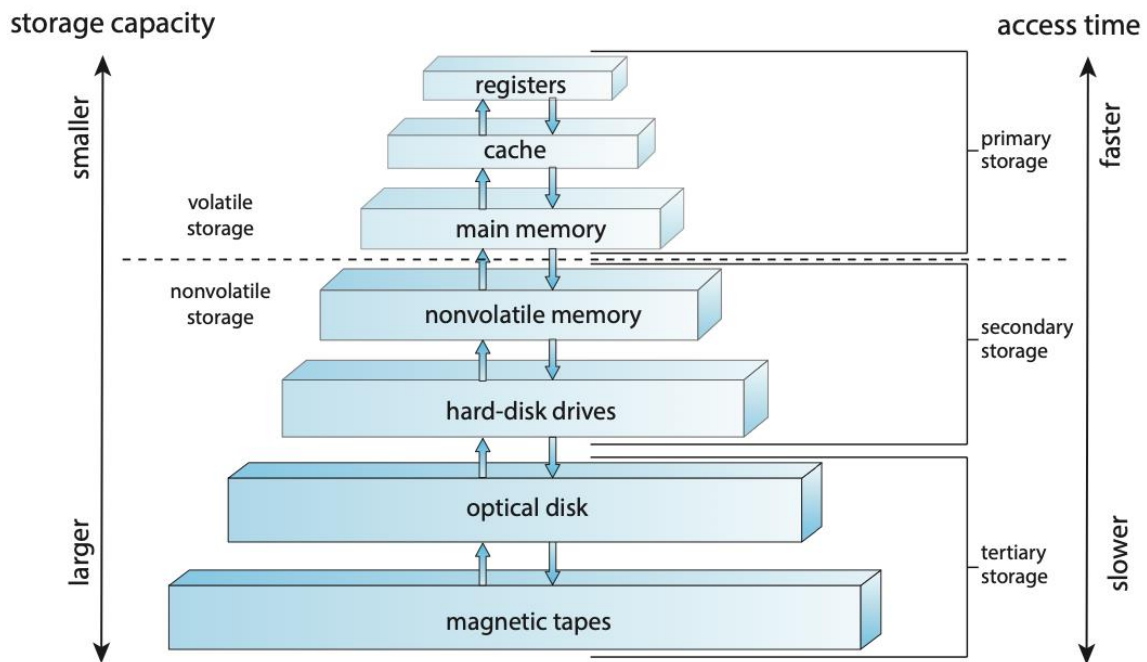 storage capacity
access time
smaller
larger
faster
slower
registers
cache
main memory
nonvolatile memory
hard-disk drives
optical disk
magnetic tapes
volatile
storage
nonvolatile
storage
primary
storage
secondary
storage
tertiary
storage